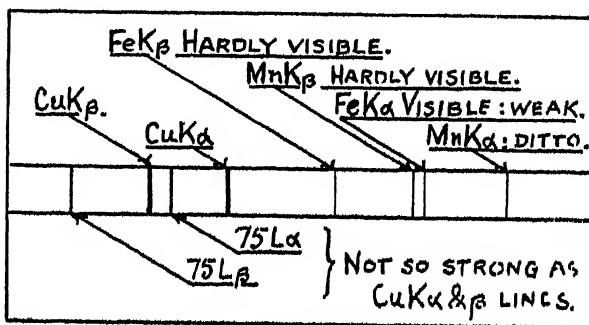 FeKβ HARDLY VISIBLE.
MnKβ HARDLY VISIBLE.
CuKβ.
FeKα VISIBLE: WEAK.
CuKα
MnKα: DITTO.
75Lα
75Lβ
NOT SO STRONG AS
CuKα & β LINES.